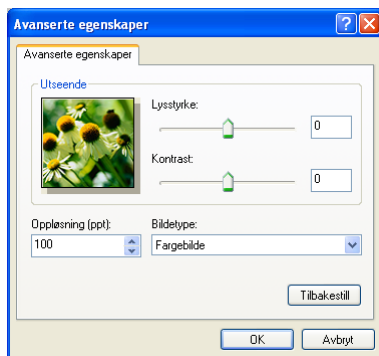 Avanserte egenskaper
Avanserte egenskaper
Utseende
Lysstyrke:
0
Kontrast:
0
Oppløsning (ppt):
Bildetype:
100
Fargebilde
Tilbakestill
OK
Avbryt